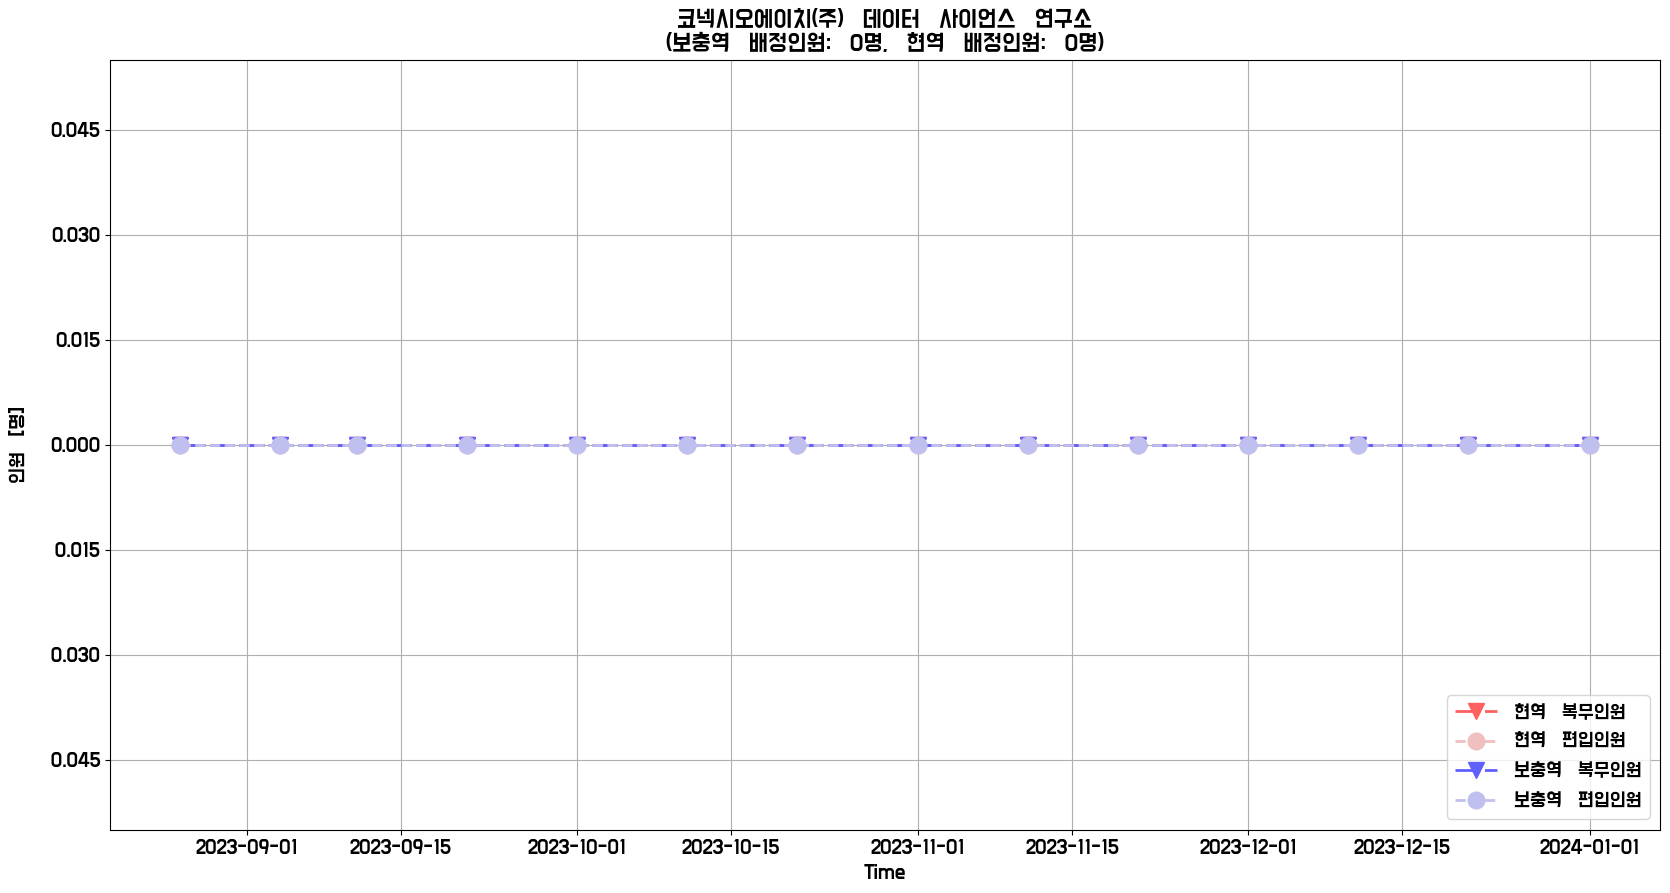 코넥시오에이치(주) 데이터 사이언스 연구소
(보충역 배정인원: 0명, 현역 배정인원: 0명)
0.045
0.030
0.015
0.000
0.015
0.030
0.045
인원 [명]
현역 복무인원
현역 편입인원
보충역 복무인원
보충역 편입인원
2023-09-01 2023-09-15 2023-10-01 2023-10-15 2023-11-01 2023-11-15 2023-12-01 2023-12-15 2024-01-01
Time